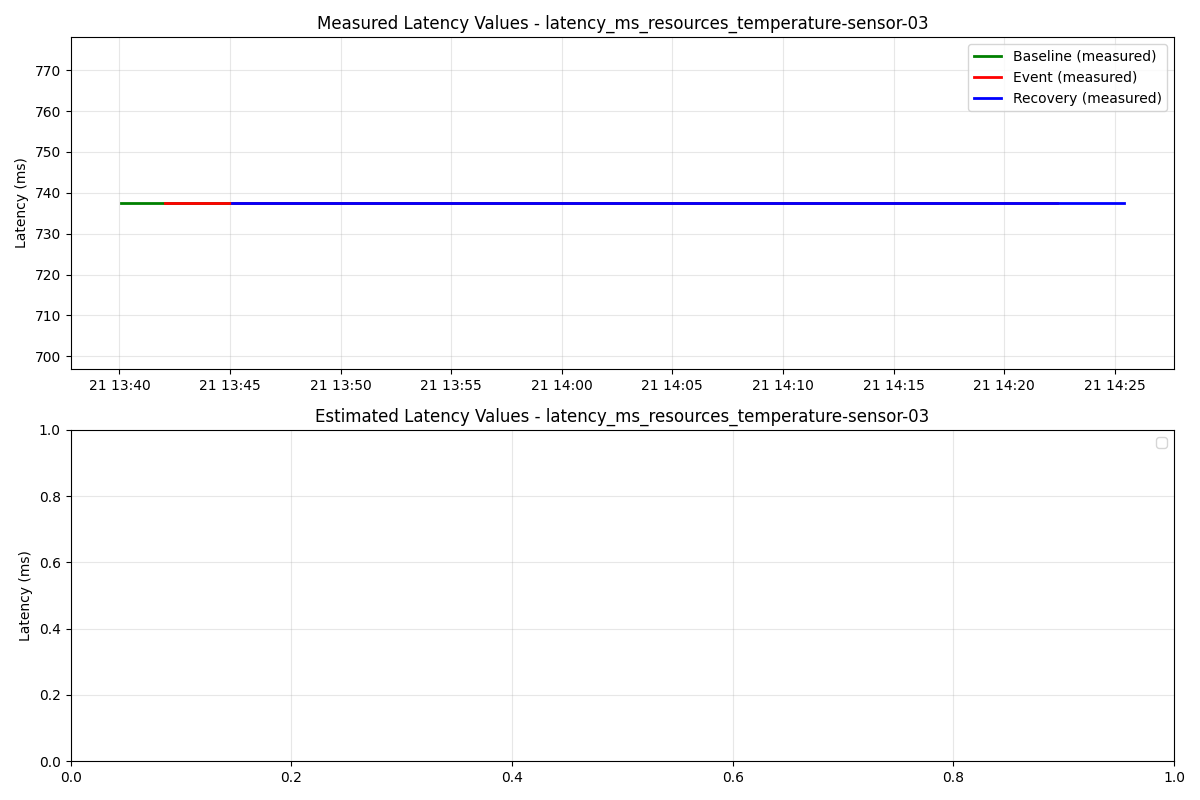 Measured Latency Values - latency_ms_resources_temperature-sensor-03
Latency (ms)
770
760
750
740
730
720
710
700
Baseline (measured)
Event (measured)
Recovery (measured)
21 13:40 21 13:45 21 13:50 21 13:55 21 14:00 21 14:05 21 14:10 21 14:15 21 14:20 21 14:25
Estimated Latency Values - latency_ms_resources_temperature-sensor-03
Latency (ms)
1.0
0.8
0.6
0.4
0.2
0.0
0.0 0.2 0.4 0.6 0.8 1.0